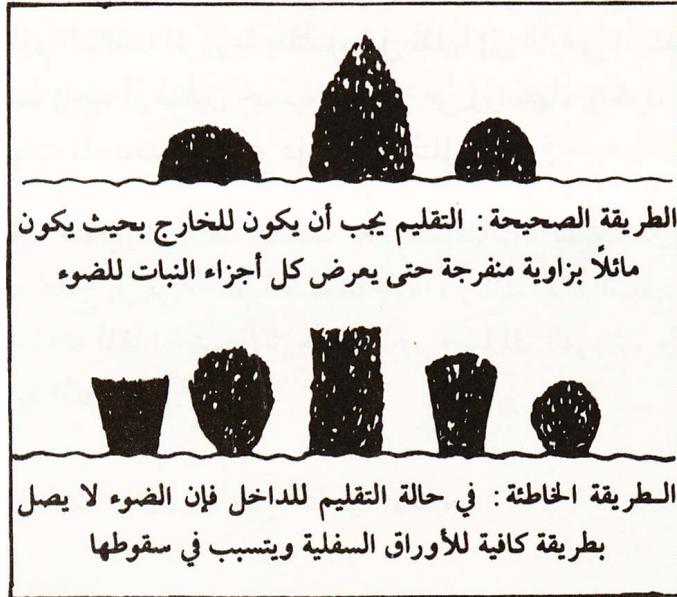 الطريقة الصحيحة : التقليم يجب أن يكون للخارج بحيث يكون
مائلاً بزاوية منفرجة حتى يعرض كل أجزاء النبات للضوء
الطريقة الخاطئة : في حالة التقليم للداخل فإن الضوء لا يصل
بطريقة كافية للأوراق السفلية ويتسبب في سقوطها